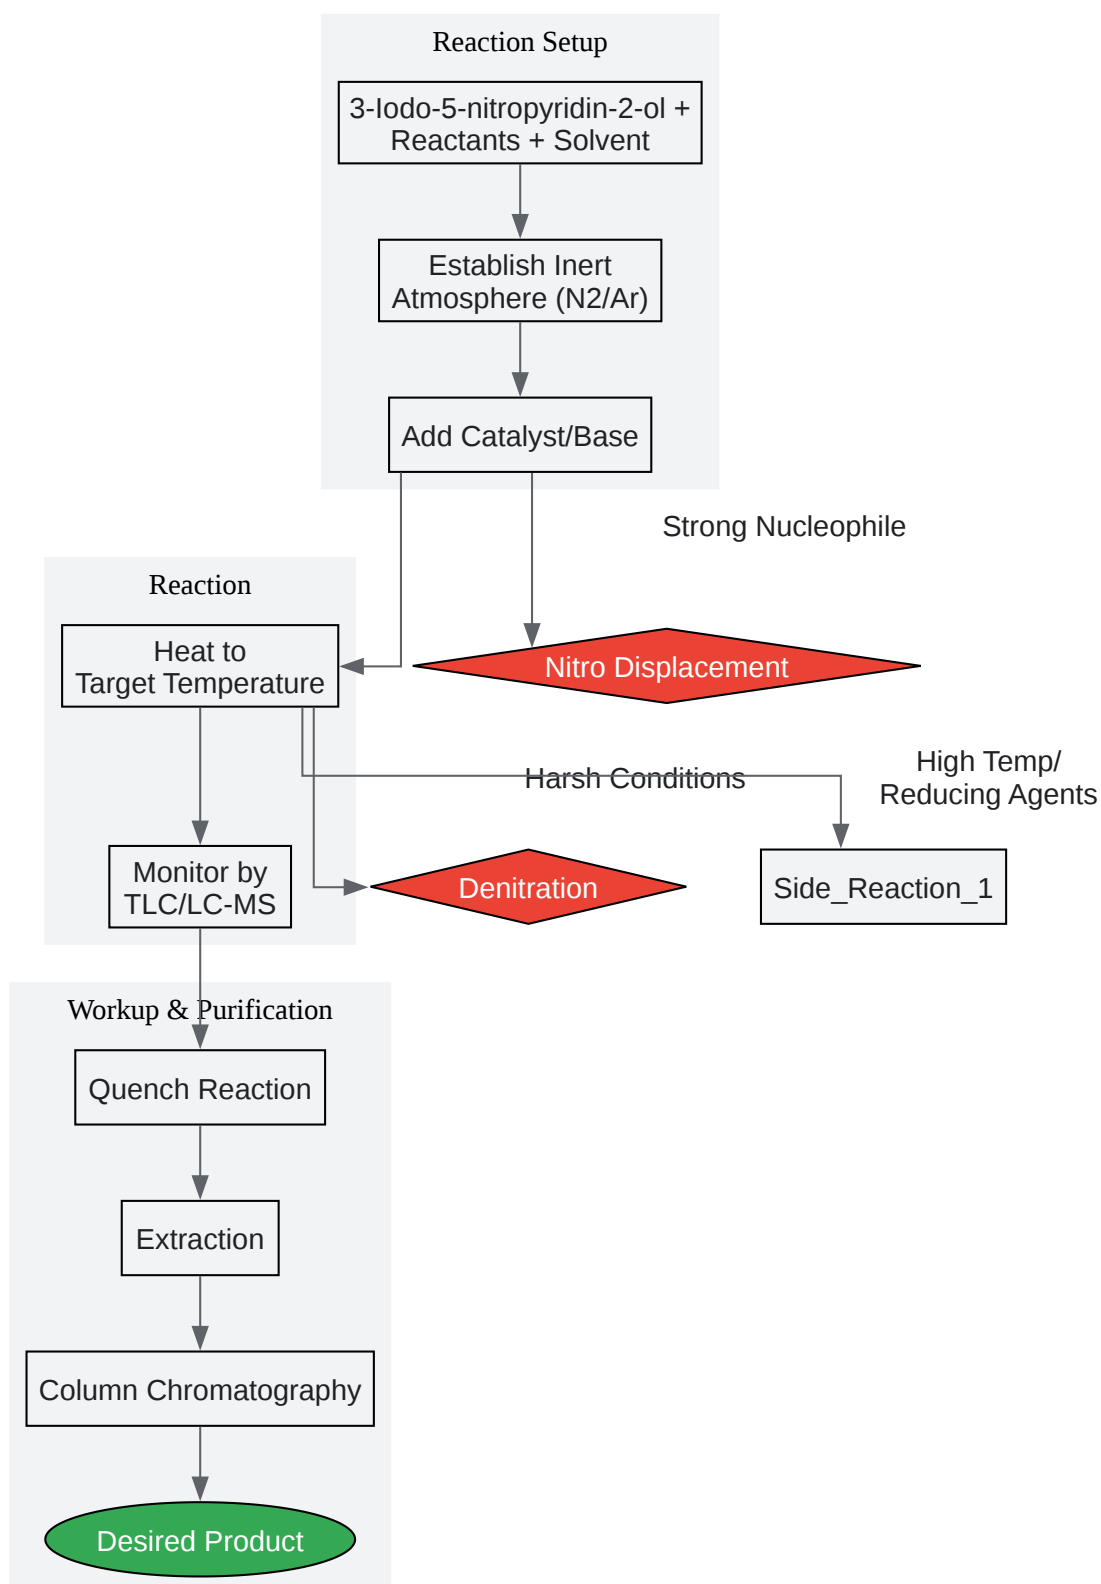 Reaction Setup
3-Iodo-5-nitropyridin-2-ol +
Reactants + Solvent
Establish Inert
Atmosphere (N2/Ar)
Add Catalyst/Base
Strong Nucleophile
Reaction
Heat to
Target Temperature
Nitro Displacement
Harsh Conditions
High Temp/
Reducing Agents
Monitor by
TLC/LC-MS
Denitration
Side_Reaction_1
Workup & Purification
Quench Reaction
Extraction
Column Chromatography
Desired Product